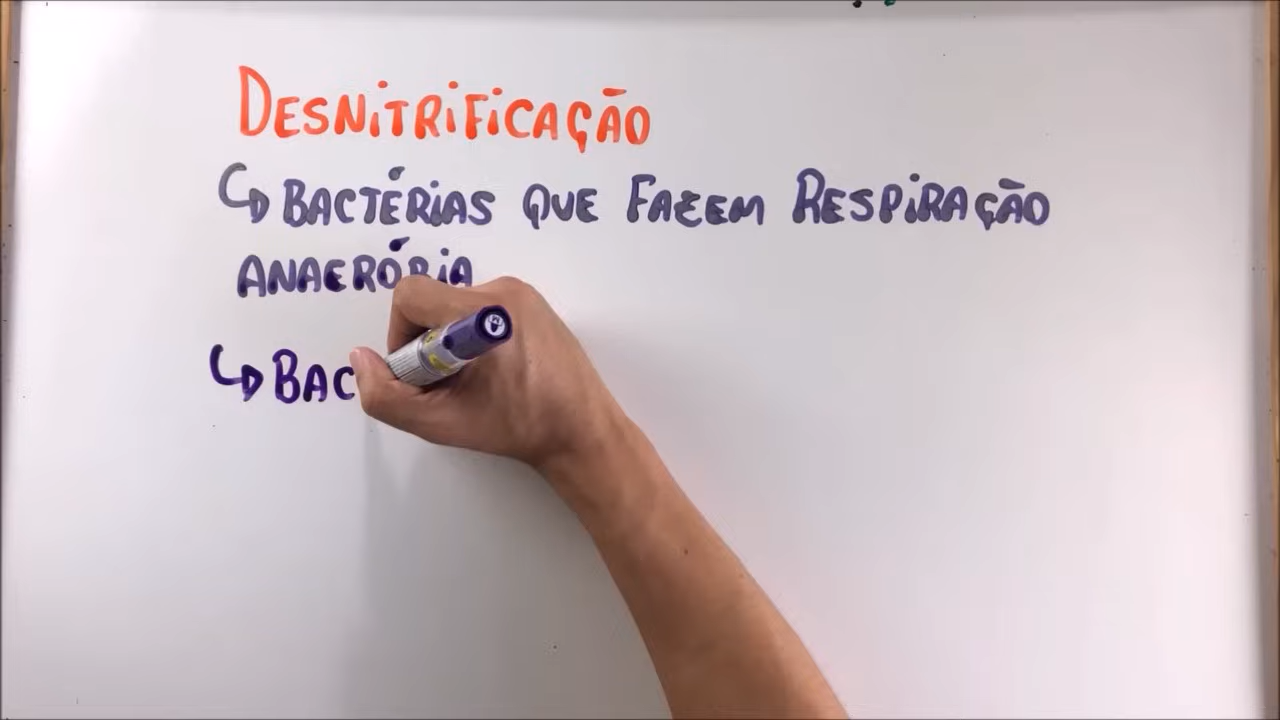 DESNITRIFICAÇÃO
↳ BACTÉRIAS QUE FAZEM RESPIRAÇÃO
ANAERÓBIA
↳ BAC